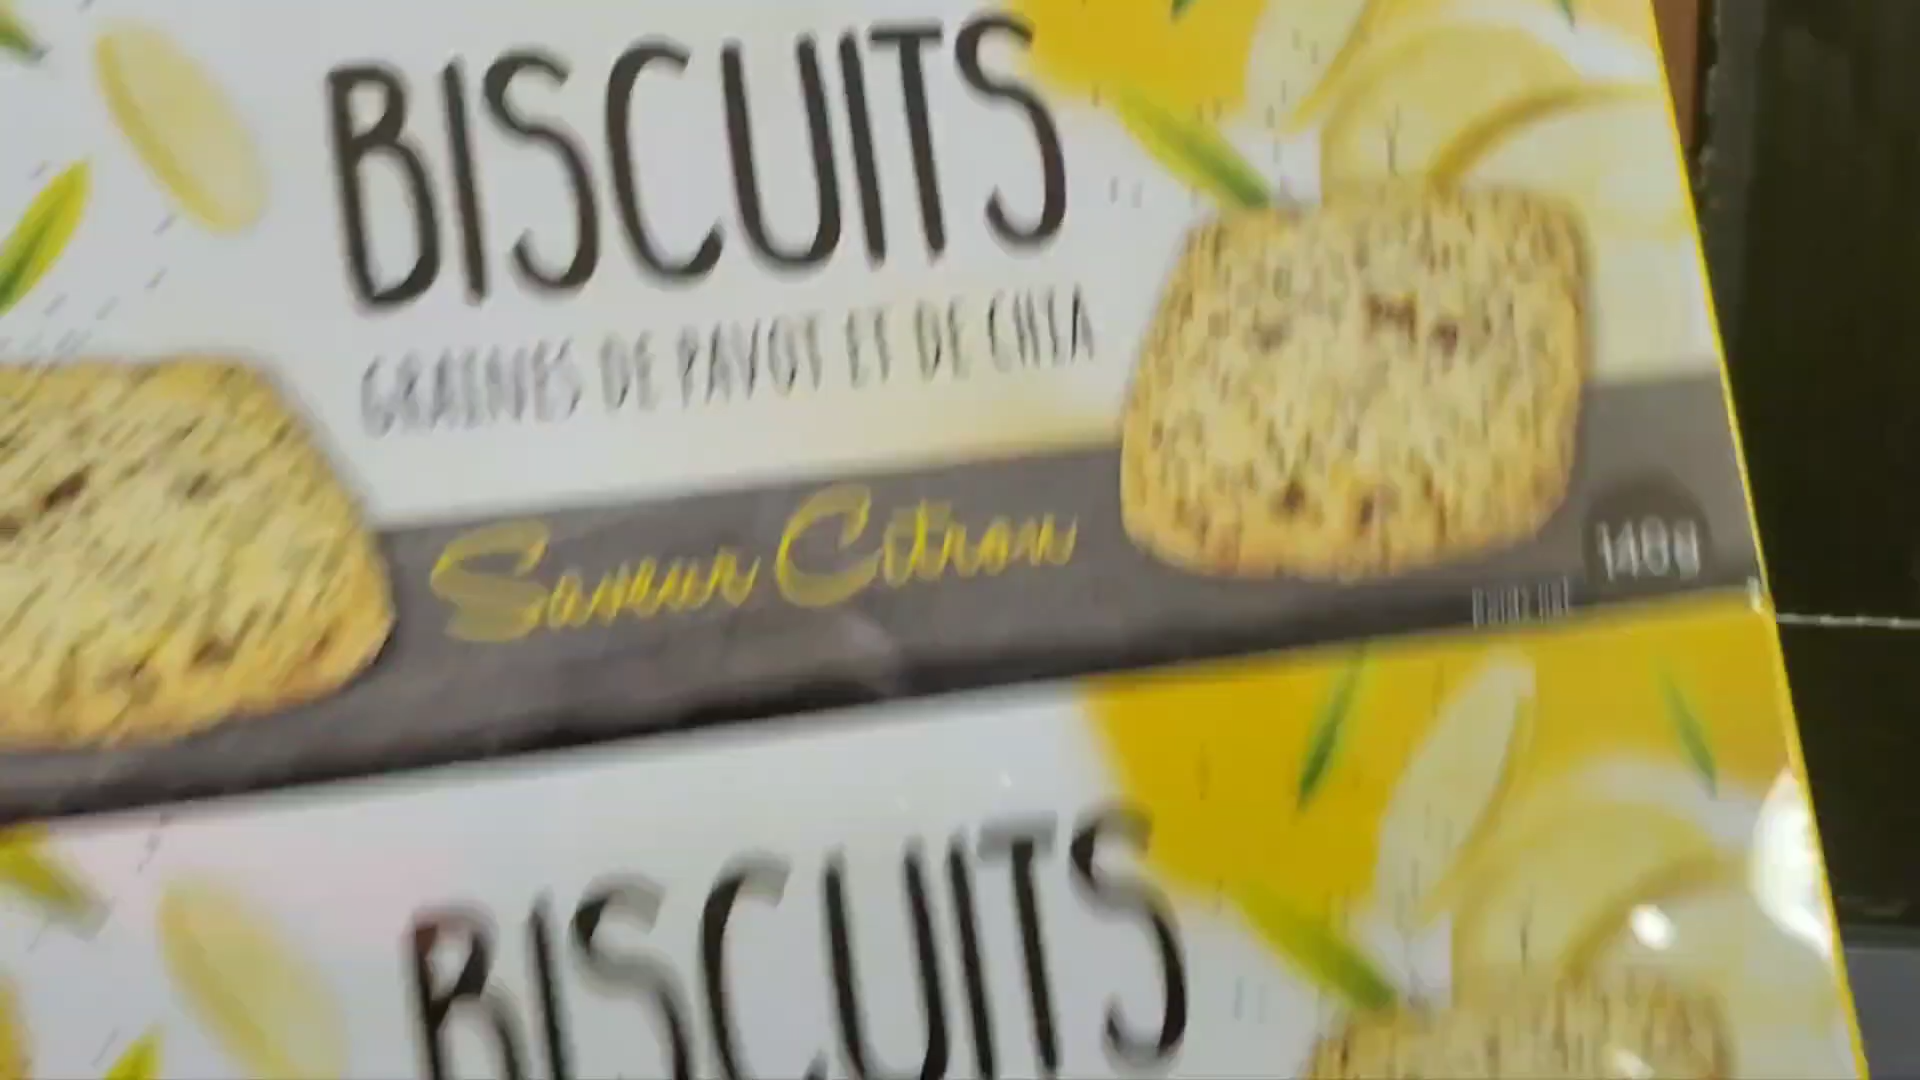 BISCUITS
GRAINES DE PAVOT ET DE CHIA
Saveur Citron
140g
BISCUITS